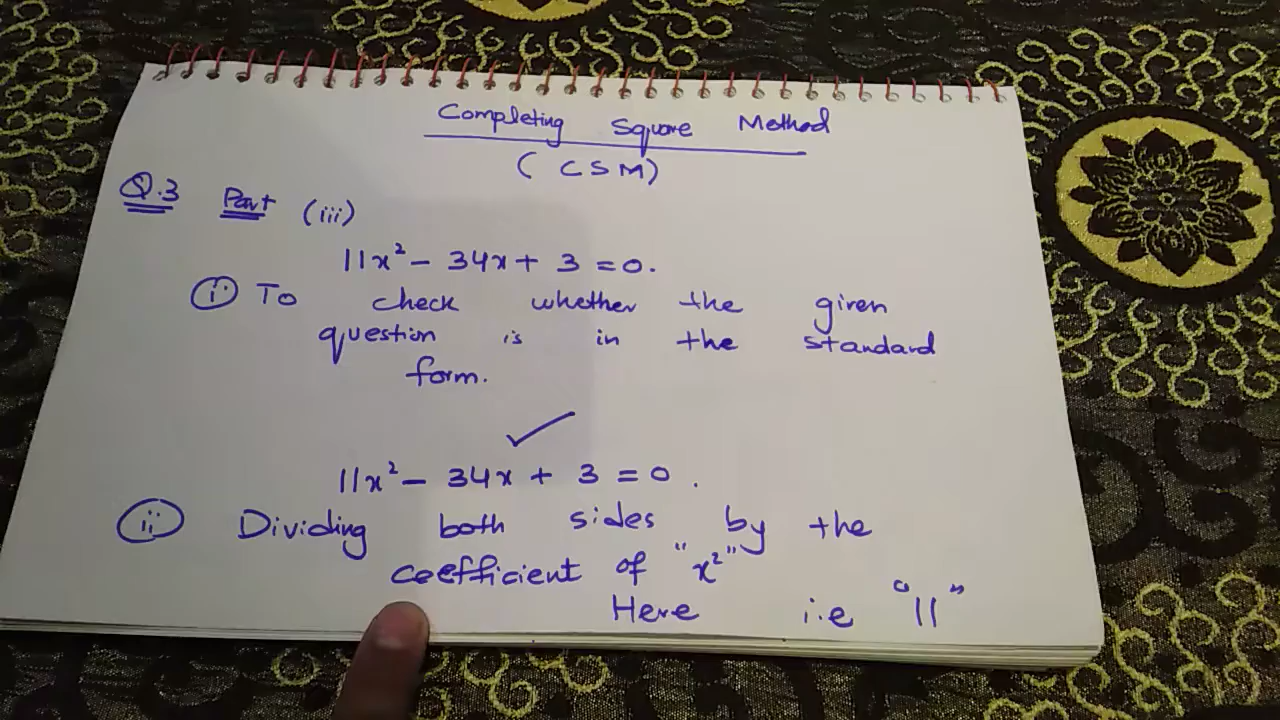 Completing Square Method
(CSM)
Q.3 Part (iii)
11x² - 34x + 3 = 0.
(i) To check whether the given
question is in the standard
form.
✓
11x² - 34x + 3 = 0.
(ii) Dividing both sides by the
coefficient of "x²"
Here i.e "11"